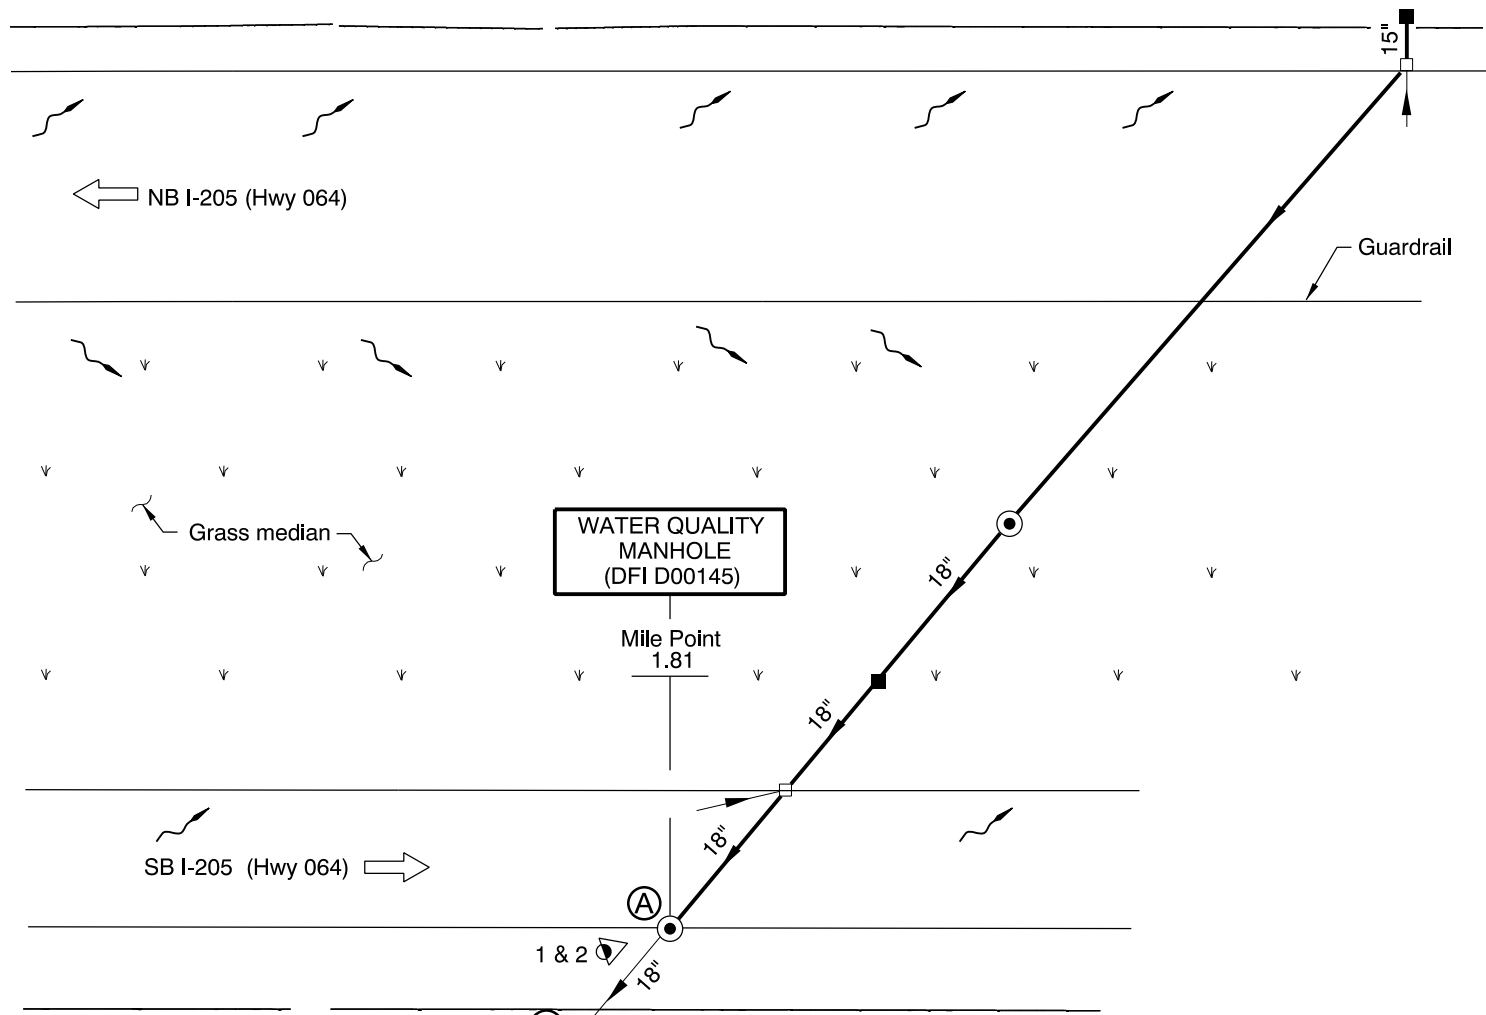 15"
NB I-205 (Hwy 064)
Guardrail
Grass median
WATER QUALITY
MANHOLE
(DFI D00145)
18"
Mile Point
1.81
18"
18"
SB I-205 (Hwy 064)
A
1 & 2
18"